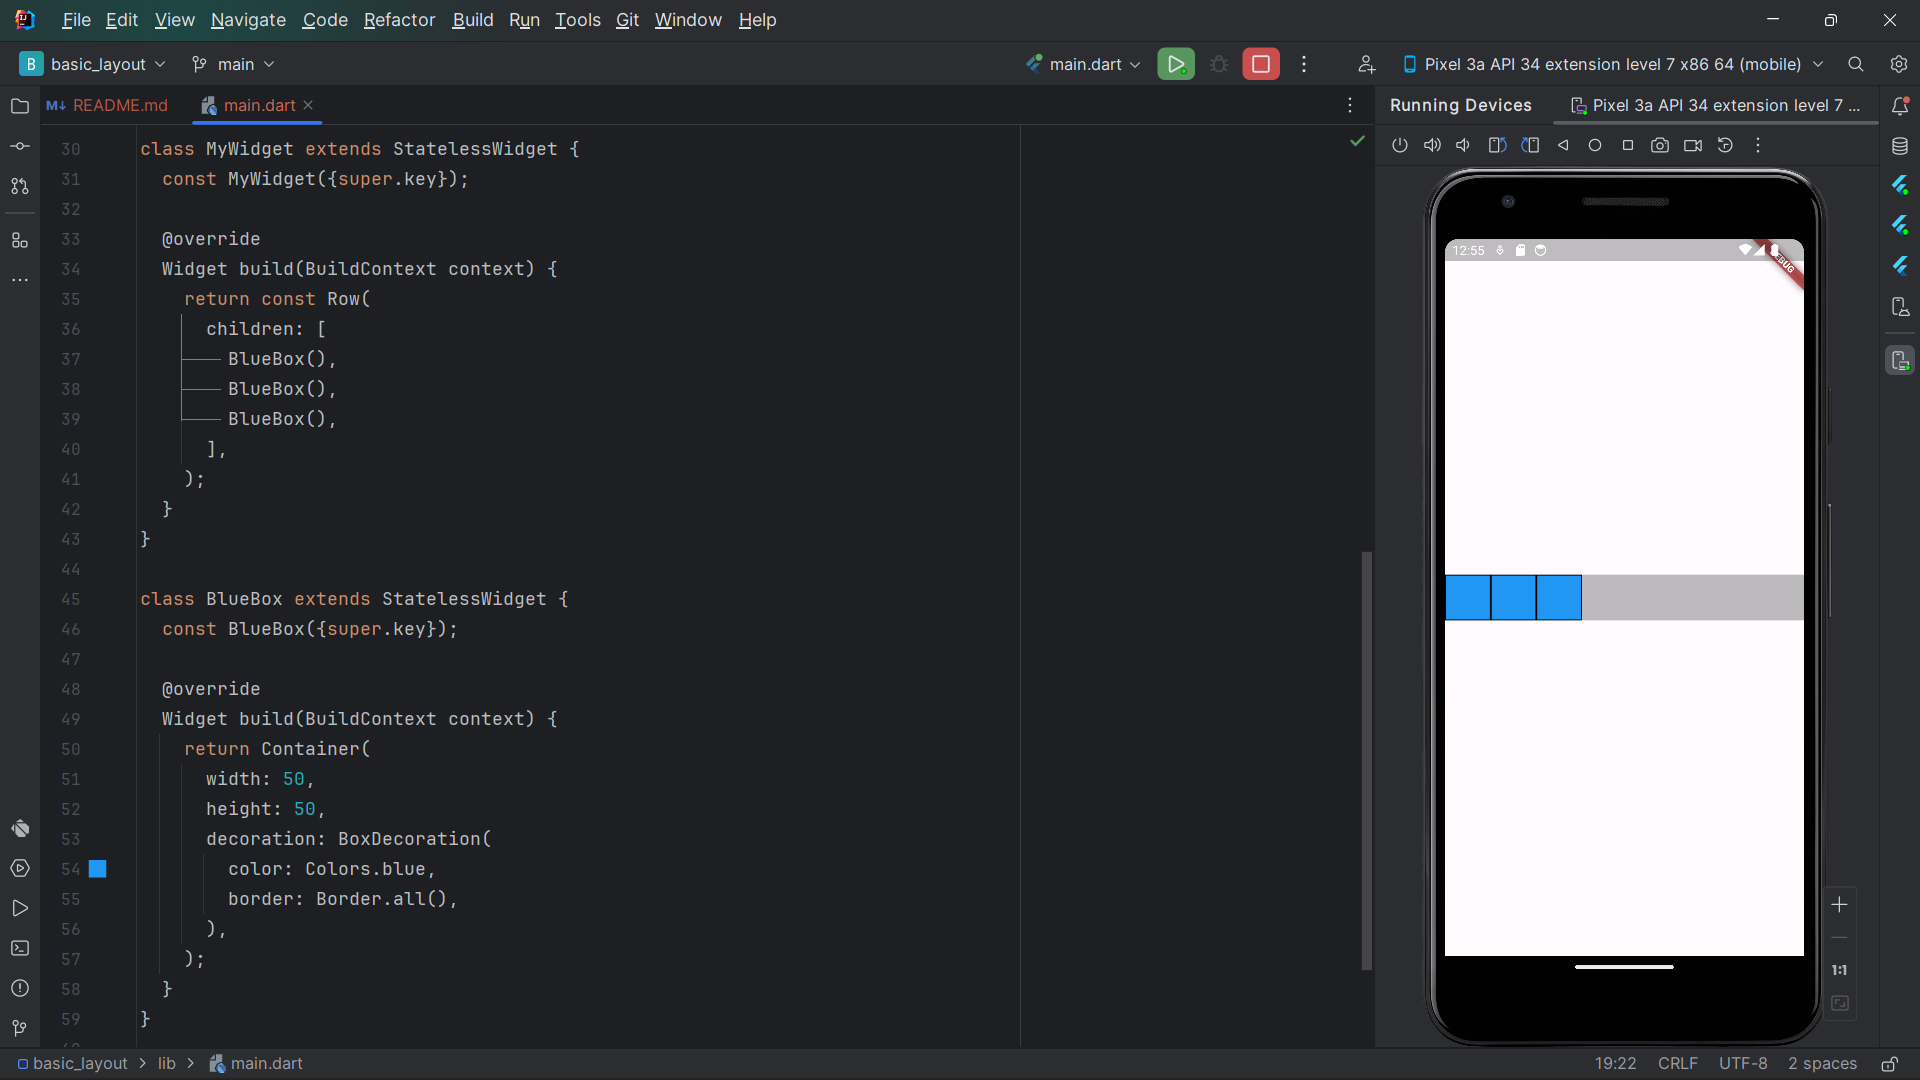 File Edit View Navigate Code Refactor Build Run Tools Git Window Help
B basic_layout main main.dart Pixel 3a API 34 extension level 7 x86 64 (mobile)
M↓ README.md main.dart Running Devices Pixel 3a API 34 extension level 7 ...
30 class MyWidget extends StatelessWidget {
31 const MyWidget({super.key});
32
33 @override
34 Widget build(BuildContext context) {
35 return const Row(
36 children: [
37 BlueBox(),
38 BlueBox(),
39 BlueBox(),
40 ],
41 );
42 }
43 }
44
45 class BlueBox extends StatelessWidget {
46 const BlueBox({super.key});
47
48 @override
49 Widget build(BuildContext context) {
50 return Container(
51 width: 50,
52 height: 50,
53 decoration: BoxDecoration(
54 color: Colors.blue,
55 border: Border.all(),
56 ),
57 );
58 }
59 }
12:55
1:1
basic_layout > lib > main.dart 19:22 CRLF UTF-8 2 spaces